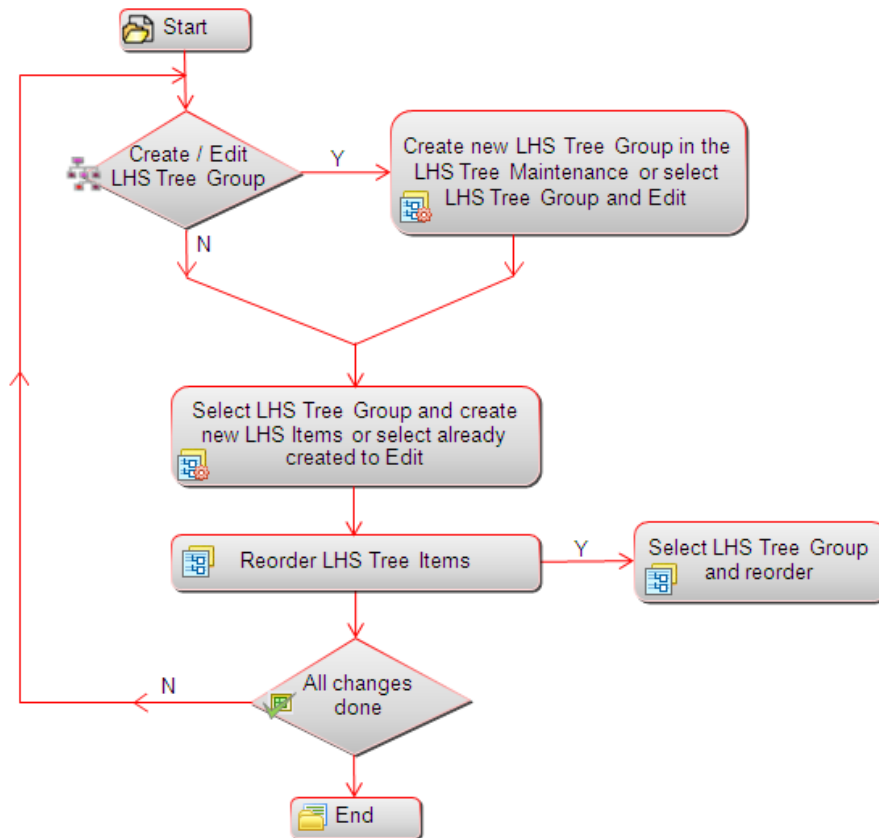 Start
Create / Edit
LHS Tree Group
Y
Create new LHS Tree Group in the
LHS Tree Maintenance or select
LHS Tree Group and Edit
N
Select LHS Tree Group and create
new LHS Items or select already
created to Edit
Reorder LHS Tree Items
Y
Select LHS Tree Group
and reorder
N
All changes
done
End